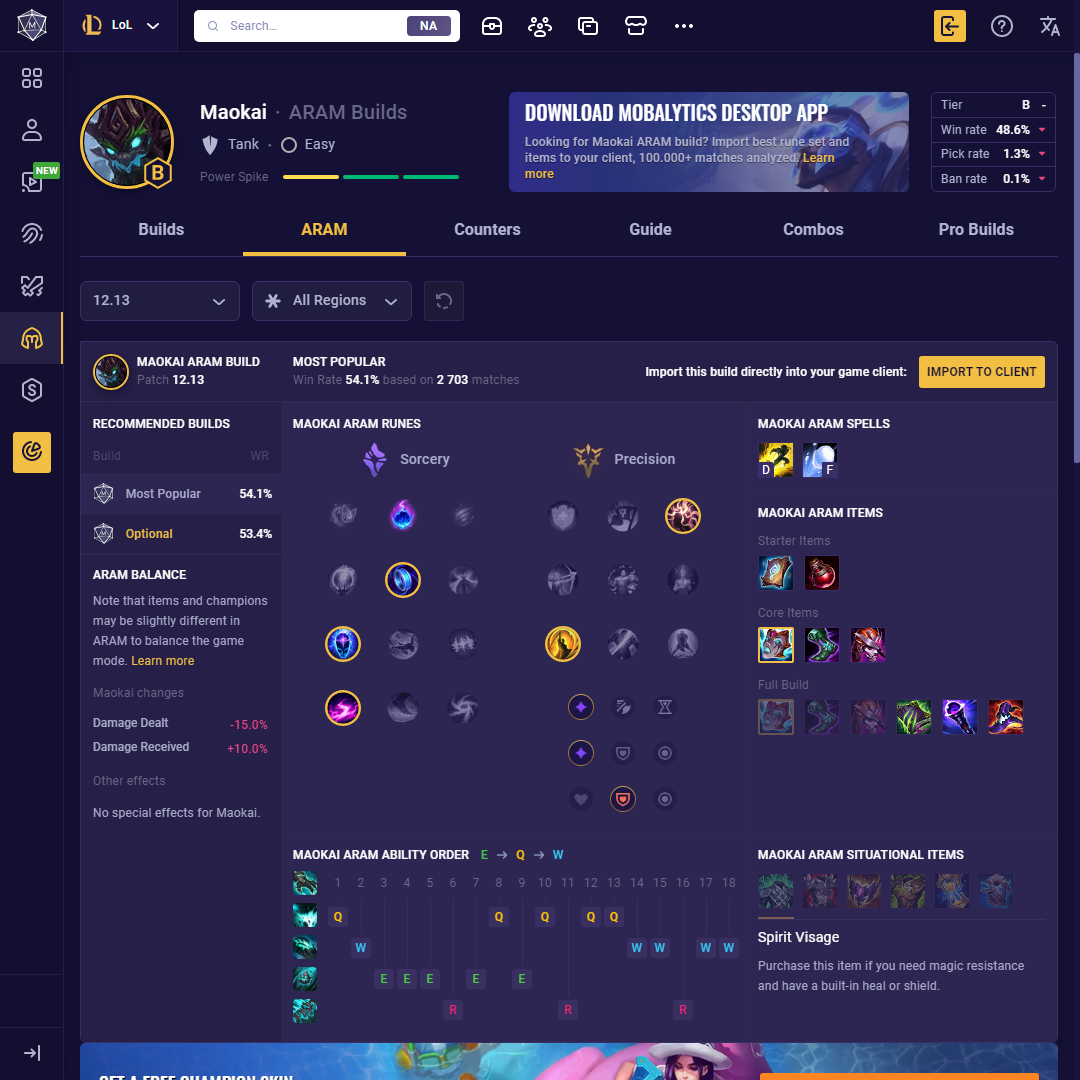 LoL
Search...
NA
Maokai · ARAM Builds
Tank · Easy
Power Spike
B
NEW
DOWNLOAD MOBALYTICS DESKTOP APP
Looking for Maokai ARAM build? Import best rune set and
items to your client, 100.000+ matches analyzed. Learn
more
Tier B -
Win rate 48.6%
Pick rate 1.3%
Ban rate 0.1%
Builds ARAM Counters Guide Combos Pro Builds
12.13
All Regions
MAOKAI ARAM BUILD
Patch 12.13
MOST POPULAR
Win Rate 54.1% based on 2 703 matches
Import this build directly into your game client:
IMPORT TO CLIENT
RECOMMENDED BUILDS
Build WR
Most Popular 54.1%
Optional 53.4%
ARAM BALANCE
Note that items and champions
may be slightly different in
ARAM to balance the game
mode. Learn more
Maokai changes
Damage Dealt -15.0%
Damage Received +10.0%
Other effects
No special effects for Maokai.
MAOKAI ARAM RUNES
Sorcery
Precision
MAOKAI ARAM SPELLS
D F
MAOKAI ARAM ITEMS
Starter Items
Core Items
Full Build
MAOKAI ARAM ABILITY ORDER E → Q → W
1 2 3 4 5 6 7 8 9 10 11 12 13 14 15 16 17 18
Q Q Q Q Q
W W W W W
E E E E E
R R R
MAOKAI ARAM SITUATIONAL ITEMS
Spirit Visage
Purchase this item if you need magic resistance
and have a built-in heal or shield.
GET A FREE CHAMPION SKIN